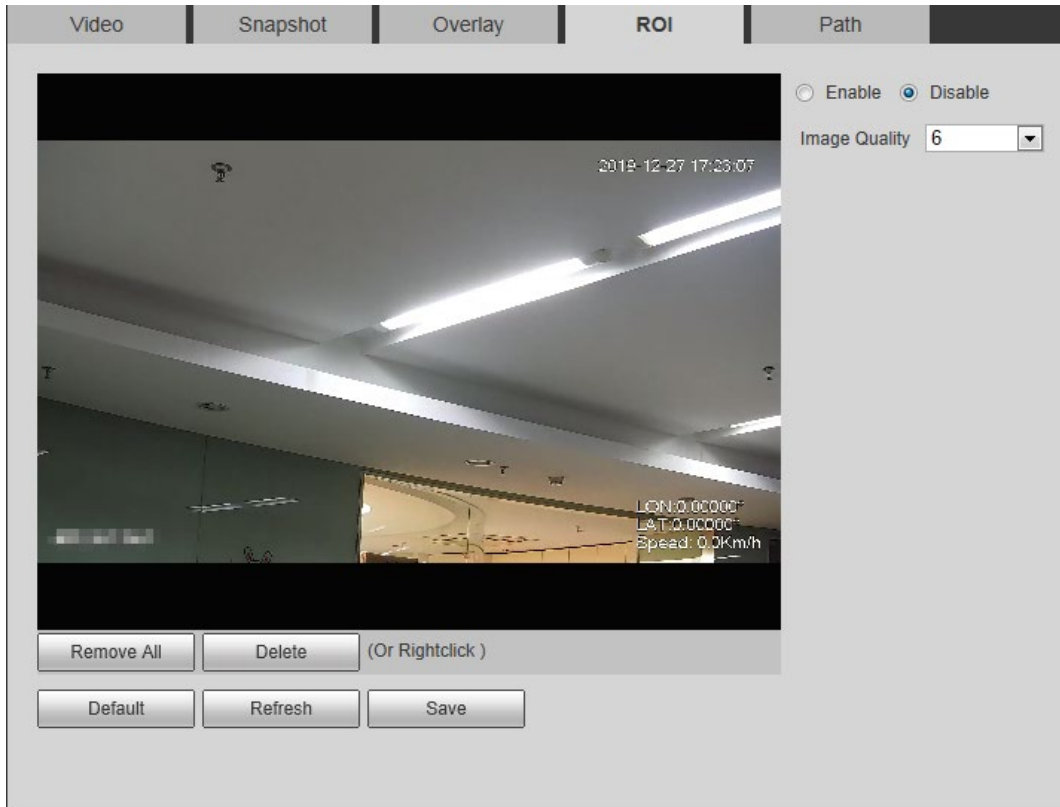 Video Snapshot Overlay ROI Path
Enable Disable
Image Quality 6
2019-12-27 17:23:07
LON:0.00000°
LAT:0.00000°
Speed: 0.0Km/h
Remove All Delete (Or Rightclick )
Default Refresh Save